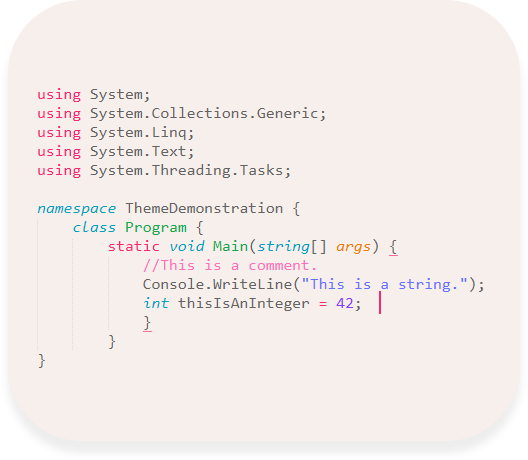 using System;
using System.Collections.Generic;
using System.Linq;
using System.Text;
using System.Threading.Tasks;

namespace ThemeDemonstration {
    class Program {
        static void Main(string[] args) {
            //This is a comment.
            Console.WriteLine("This is a string.");
            int thisIsAnInteger = 42;
            }
        }
}